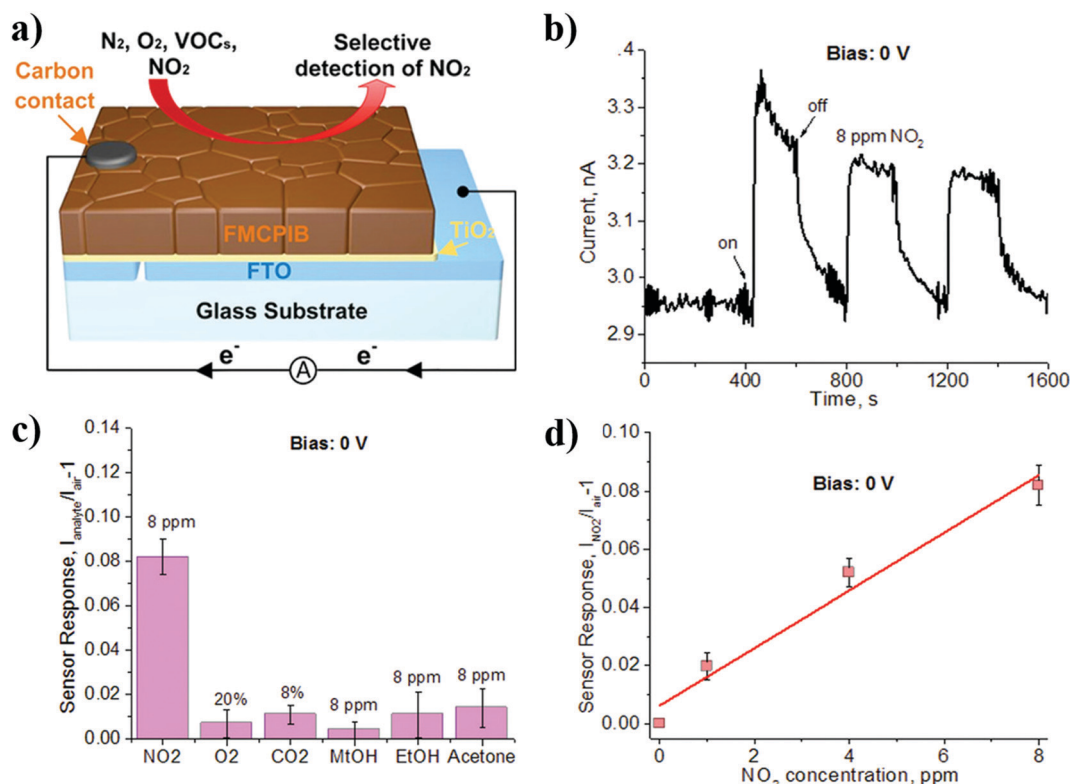 a)
N2, O2, VOCs,
NO2
Selective
detection of NO2
Carbon
contact
FMCPIB
TiO2
FTO
Glass Substrate
e-
A
e-
b)
Bias: 0 V
.4
3.3
3.2
3.1
3.0
2.9
Current, nA
on
off
8 ppm NO2
0
400
800
1200
1600
Time, s
c)
Bias: 0 V
0.14
0.12
0.10
0.08
0.06
0.04
0.02
0.00
Sensor Response, Ianalyte/Iair-1
8 ppm
20%
8%
8 ppm
8 ppm
8 ppm
NO2
O2
CO2
MtOH
EtOH
Acetone
d)
Bias: 0 V
0.10
0.08
0.06
0.04
0.02
0.00
Sensor Response, INO2/Iair-1
0
2
4
6
8
NO2 concentration, ppm